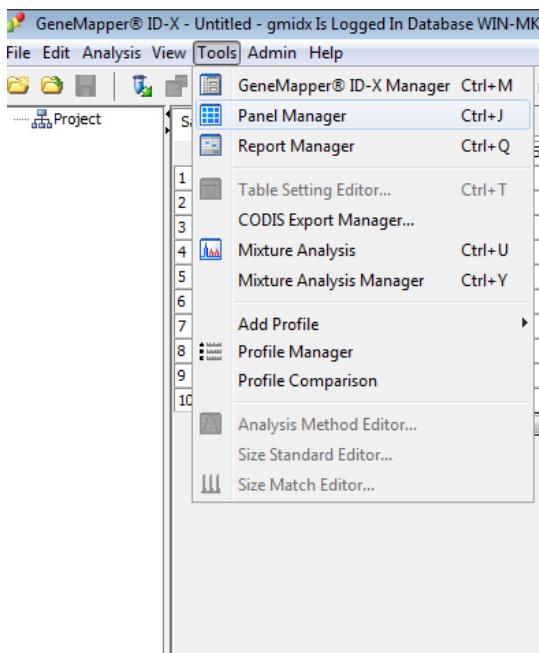 GeneMapper® ID-X - Untitled - gmidx Is Logged In Database WIN-MK
File Edit Analysis View Tools Admin Help
GeneMapper® ID-X Manager Ctrl+M
Project
Panel Manager Ctrl+J
Report Manager Ctrl+Q
1
2
Table Setting Editor... Ctrl+T
3
CODIS Export Manager...
4
Mixture Analysis Ctrl+U
5
Mixture Analysis Manager Ctrl+Y
6
7
Add Profile
8
Profile Manager
9
Profile Comparison
10
Analysis Method Editor...
Size Standard Editor...
Size Match Editor...